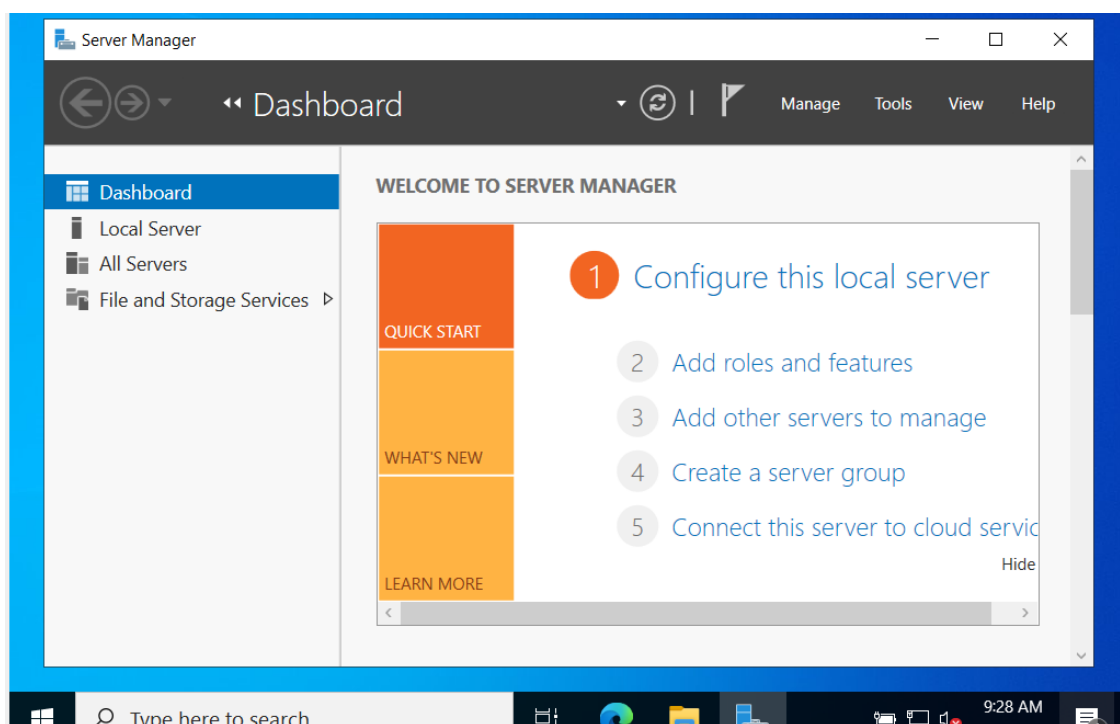 Server Manager
Dashboard
Manage Tools View Help
Dashboard
Local Server
All Servers
File and Storage Services
WELCOME TO SERVER MANAGER
QUICK START
WHAT'S NEW
LEARN MORE
1 Configure this local server
2 Add roles and features
3 Add other servers to manage
4 Create a server group
5 Connect this server to cloud servic
Hide
Type here to search
9:28 AM